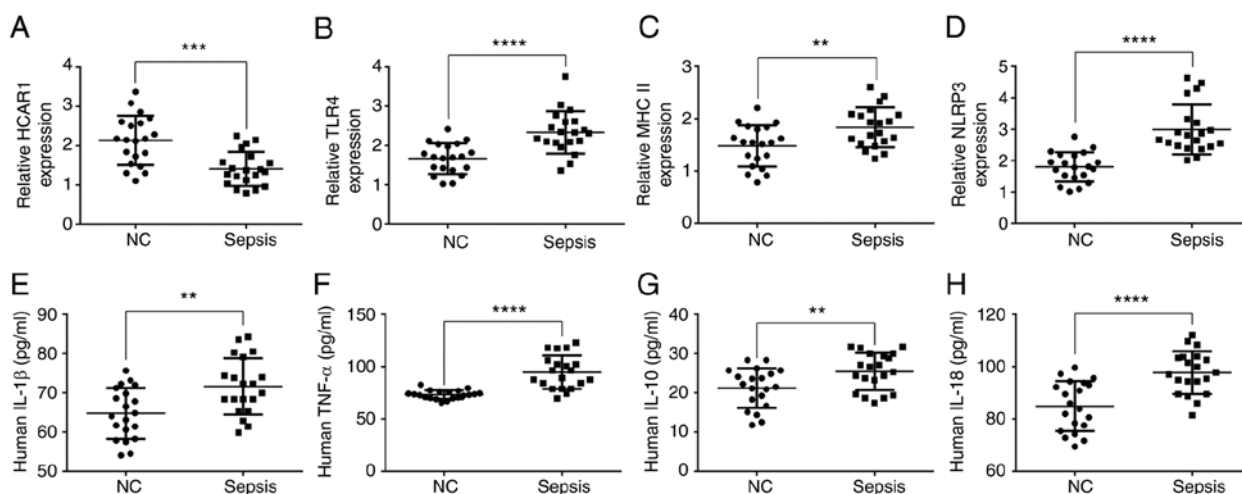 A
Relative HCAR1
expression
***
4
3
2
1
0
NC
Sepsis
B
Relative TLR4
expression
****
4
3
2
1
0
NC
Sepsis
C
Relative MHC II
expression
**
3
2
1
0
NC
Sepsis
D
Relative NLRP3
expression
****
5
4
3
2
1
0
NC
Sepsis
E
Human IL-1β (pg/ml)
**
90
80
70
60
50
NC
Sepsis
F
Human TNF-α (pg/ml)
****
150
100
50
0
NC
Sepsis
G
Human IL-10 (pg/ml)
**
40
30
20
10
0
NC
Sepsis
H
Human IL-18 (pg/ml)
****
120
100
80
60
NC
Sepsis